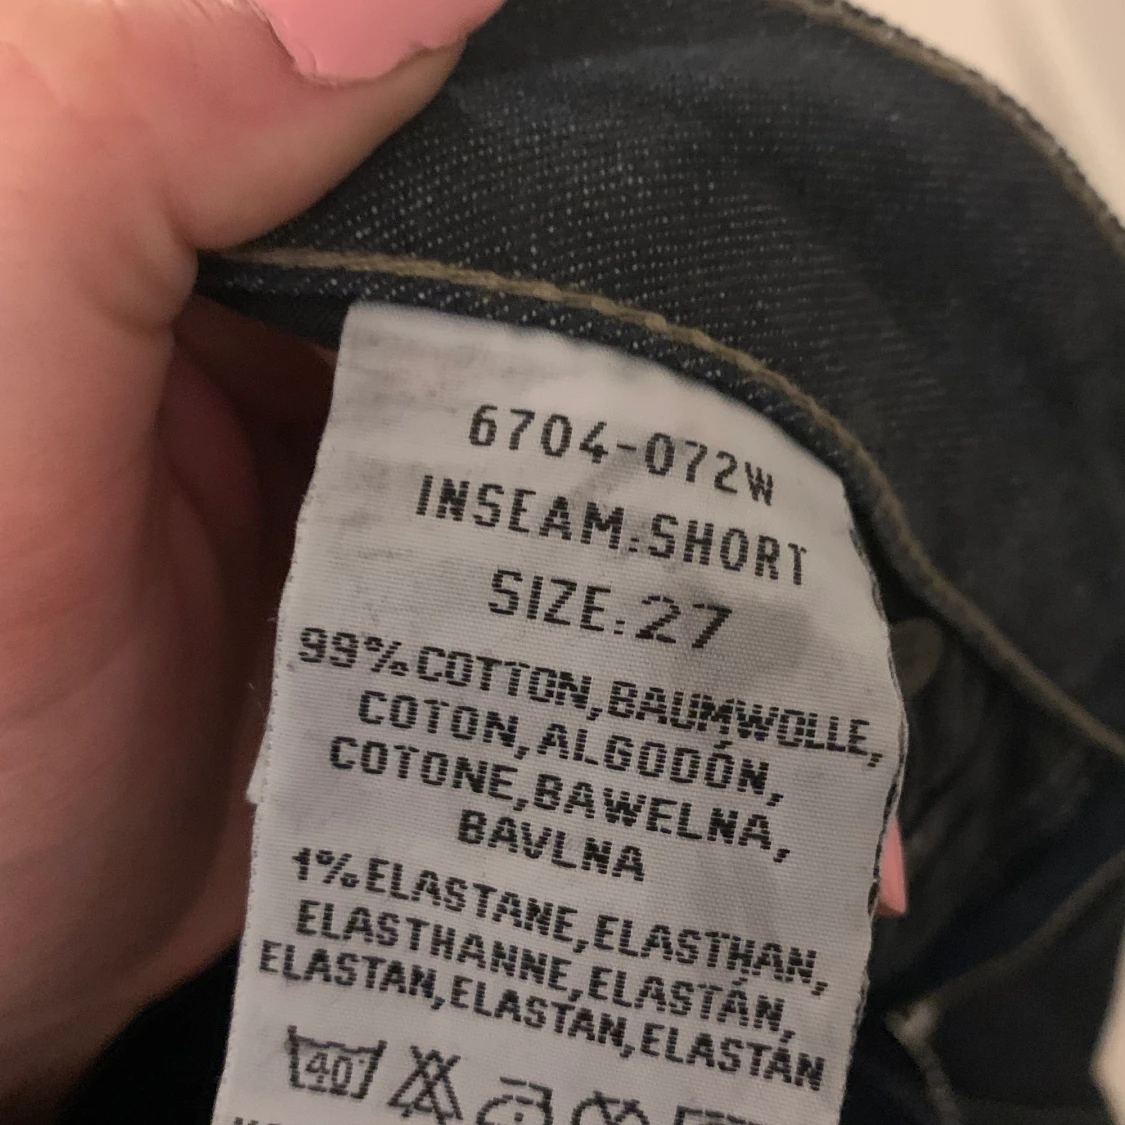 6704-072W
INSEAM:SHORT
SIZE:27
99%COTTON,BAUMWOLLE,
COTON,ALGODÓN,
COTONE,BAWELNA,
BAVLNA
1%ELASTANE,ELASTHAN,
ELASTHANNE,ELASTÁN,
ELASTAN,ELASTAN,ELASTÁN
40